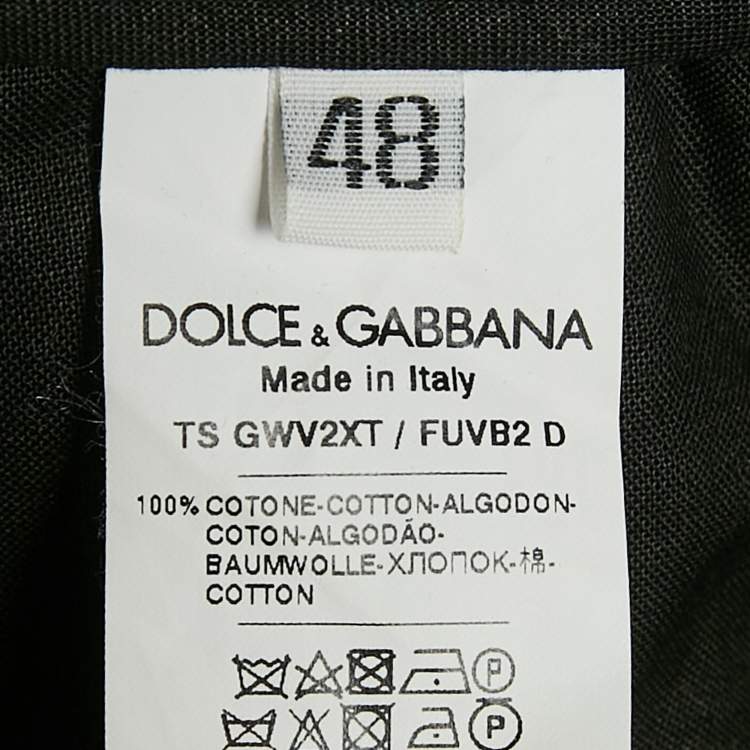 48
DOLCE & GABBANA
Made in Italy
TS GWV2XT / FUVB2 D
100% COTONE-COTTON-ALGODON-
COTON-ALGODÃO-
BAUMWOLLE-ХЛОПОК-棉-
COTTON
P
P